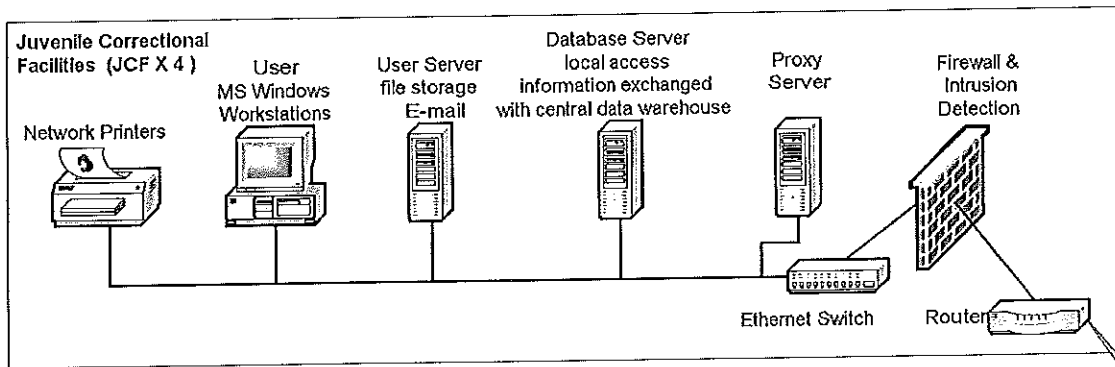 Juvenile Correctional
Facilities (JCF X 4 )
Network Printers
User
MS Windows
Workstations
User Server
file storage
E-mail
Database Server
local access
information exchanged
with central data warehouse
Proxy
Server
Firewall &
Intrusion
Detection
Ethernet Switch
Router